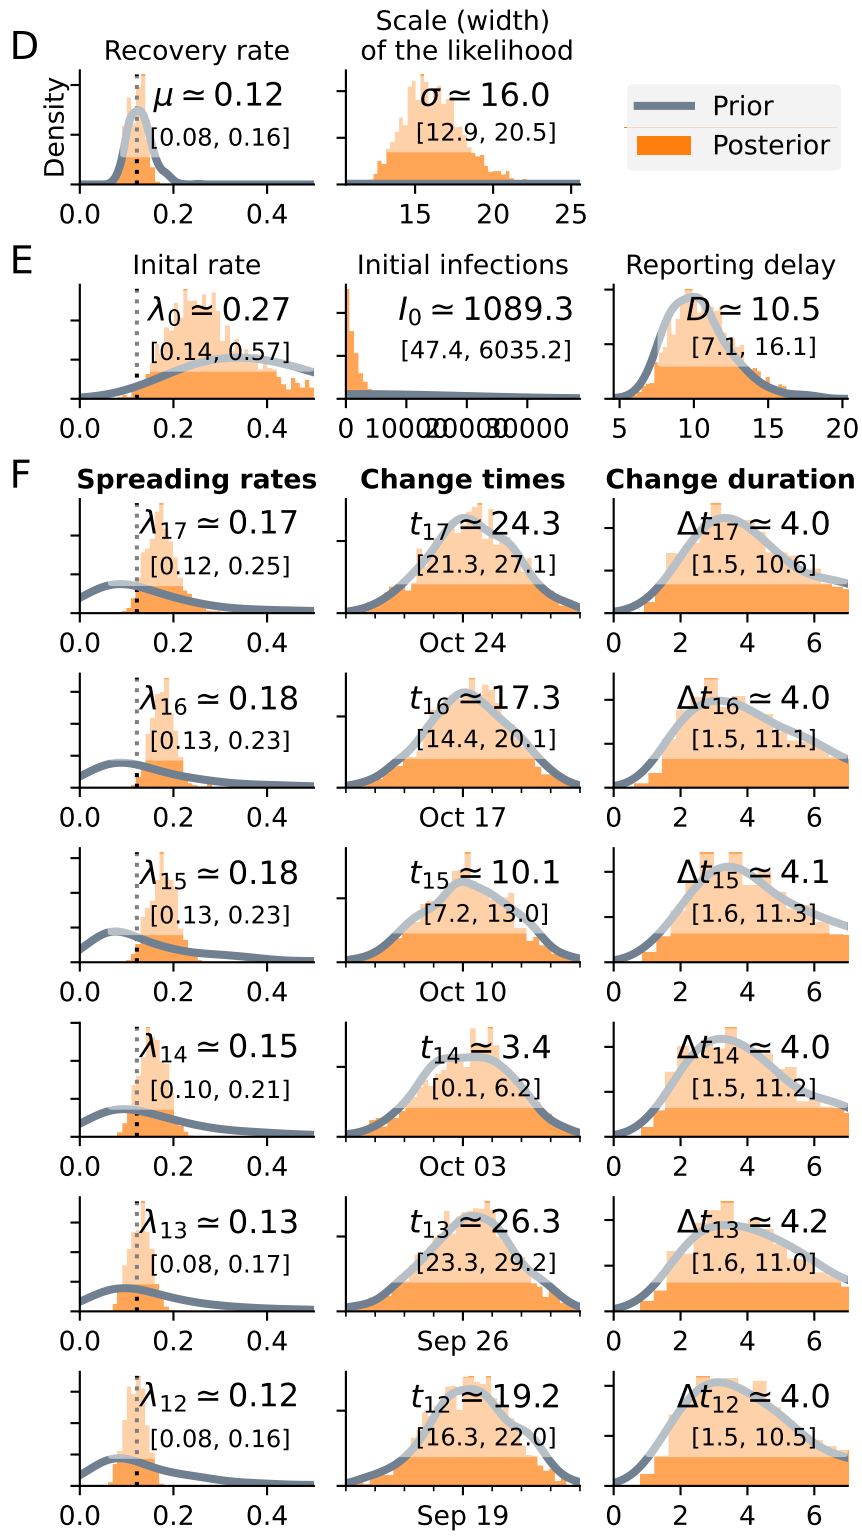 D
Recovery rate
Scale (width)
of the likelihood
Density
μ ≃ 0.12
[0.08, 0.16]
0.0 0.2 0.4
σ ≃ 16.0
[12.9, 20.5]
15 20 25
Prior
Posterior
E
Inital rate
λ0 ≃ 0.27
[0.14, 0.57]
0.0 0.2 0.4
Initial infections
I0 ≃ 1089.3
[47.4, 6035.2]
0 10000 20000 30000
Reporting delay
D ≃ 10.5
[7.1, 16.1]
5 10 15 20
F
Spreading rates Change times Change duration
λ17 ≃ 0.17
[0.12, 0.25]
0.0 0.2 0.4
t17 ≃ 24.3
[21.3, 27.1]
Oct 24
Δt17 ≃ 4.0
[1.5, 10.6]
0 2 4 6
λ16 ≃ 0.18
[0.13, 0.23]
0.0 0.2 0.4
t16 ≃ 17.3
[14.4, 20.1]
Oct 17
Δt16 ≃ 4.0
[1.5, 11.1]
0 2 4 6
λ15 ≃ 0.18
[0.13, 0.23]
0.0 0.2 0.4
t15 ≃ 10.1
[7.2, 13.0]
Oct 10
Δt15 ≃ 4.1
[1.6, 11.3]
0 2 4 6
λ14 ≃ 0.15
[0.10, 0.21]
0.0 0.2 0.4
t14 ≃ 3.4
[0.1, 6.2]
Oct 03
Δt14 ≃ 4.0
[1.5, 11.2]
0 2 4 6
λ13 ≃ 0.13
[0.08, 0.17]
0.0 0.2 0.4
t13 ≃ 26.3
[23.3, 29.2]
Sep 26
Δt13 ≃ 4.2
[1.6, 11.0]
0 2 4 6
λ12 ≃ 0.12
[0.08, 0.16]
0.0 0.2 0.4
t12 ≃ 19.2
[16.3, 22.0]
Sep 19
Δt12 ≃ 4.0
[1.5, 10.5]
0 2 4 6